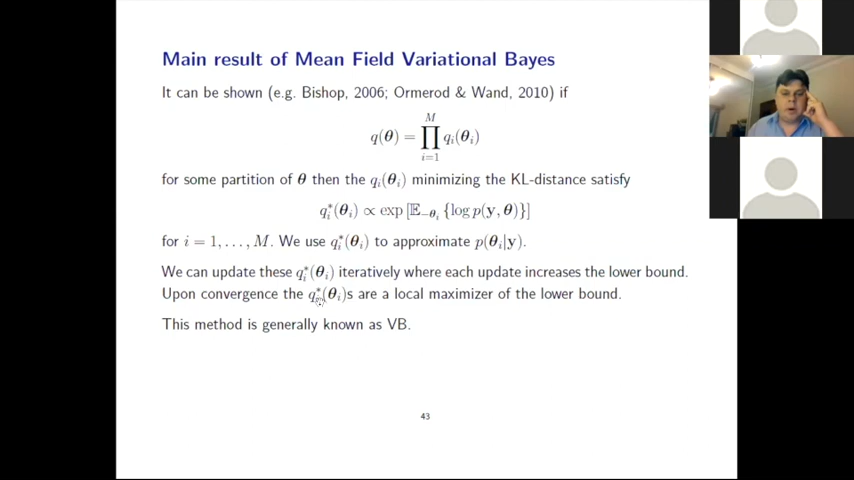 Main result of Mean Field Variational Bayes
It can be shown (e.g. Bishop, 2006; Ormerod & Wand, 2010) if
q(θ) = ∏_{i=1}^{M} q_i(θ_i)
for some partition of θ then the q_i(θ_i) minimizing the KL-distance satisfy
q_i^*(θ_i) ∝ exp [𝔼_{−θ_i} {log p(y, θ)}]
for i = 1, . . . , M. We use q_i^*(θ_i) to approximate p(θ_i|y).
We can update these q_i^*(θ_i) iteratively where each update increases the lower bound.
Upon convergence the q_i^*(θ_i)s are a local maximizer of the lower bound.
This method is generally known as VB.
43